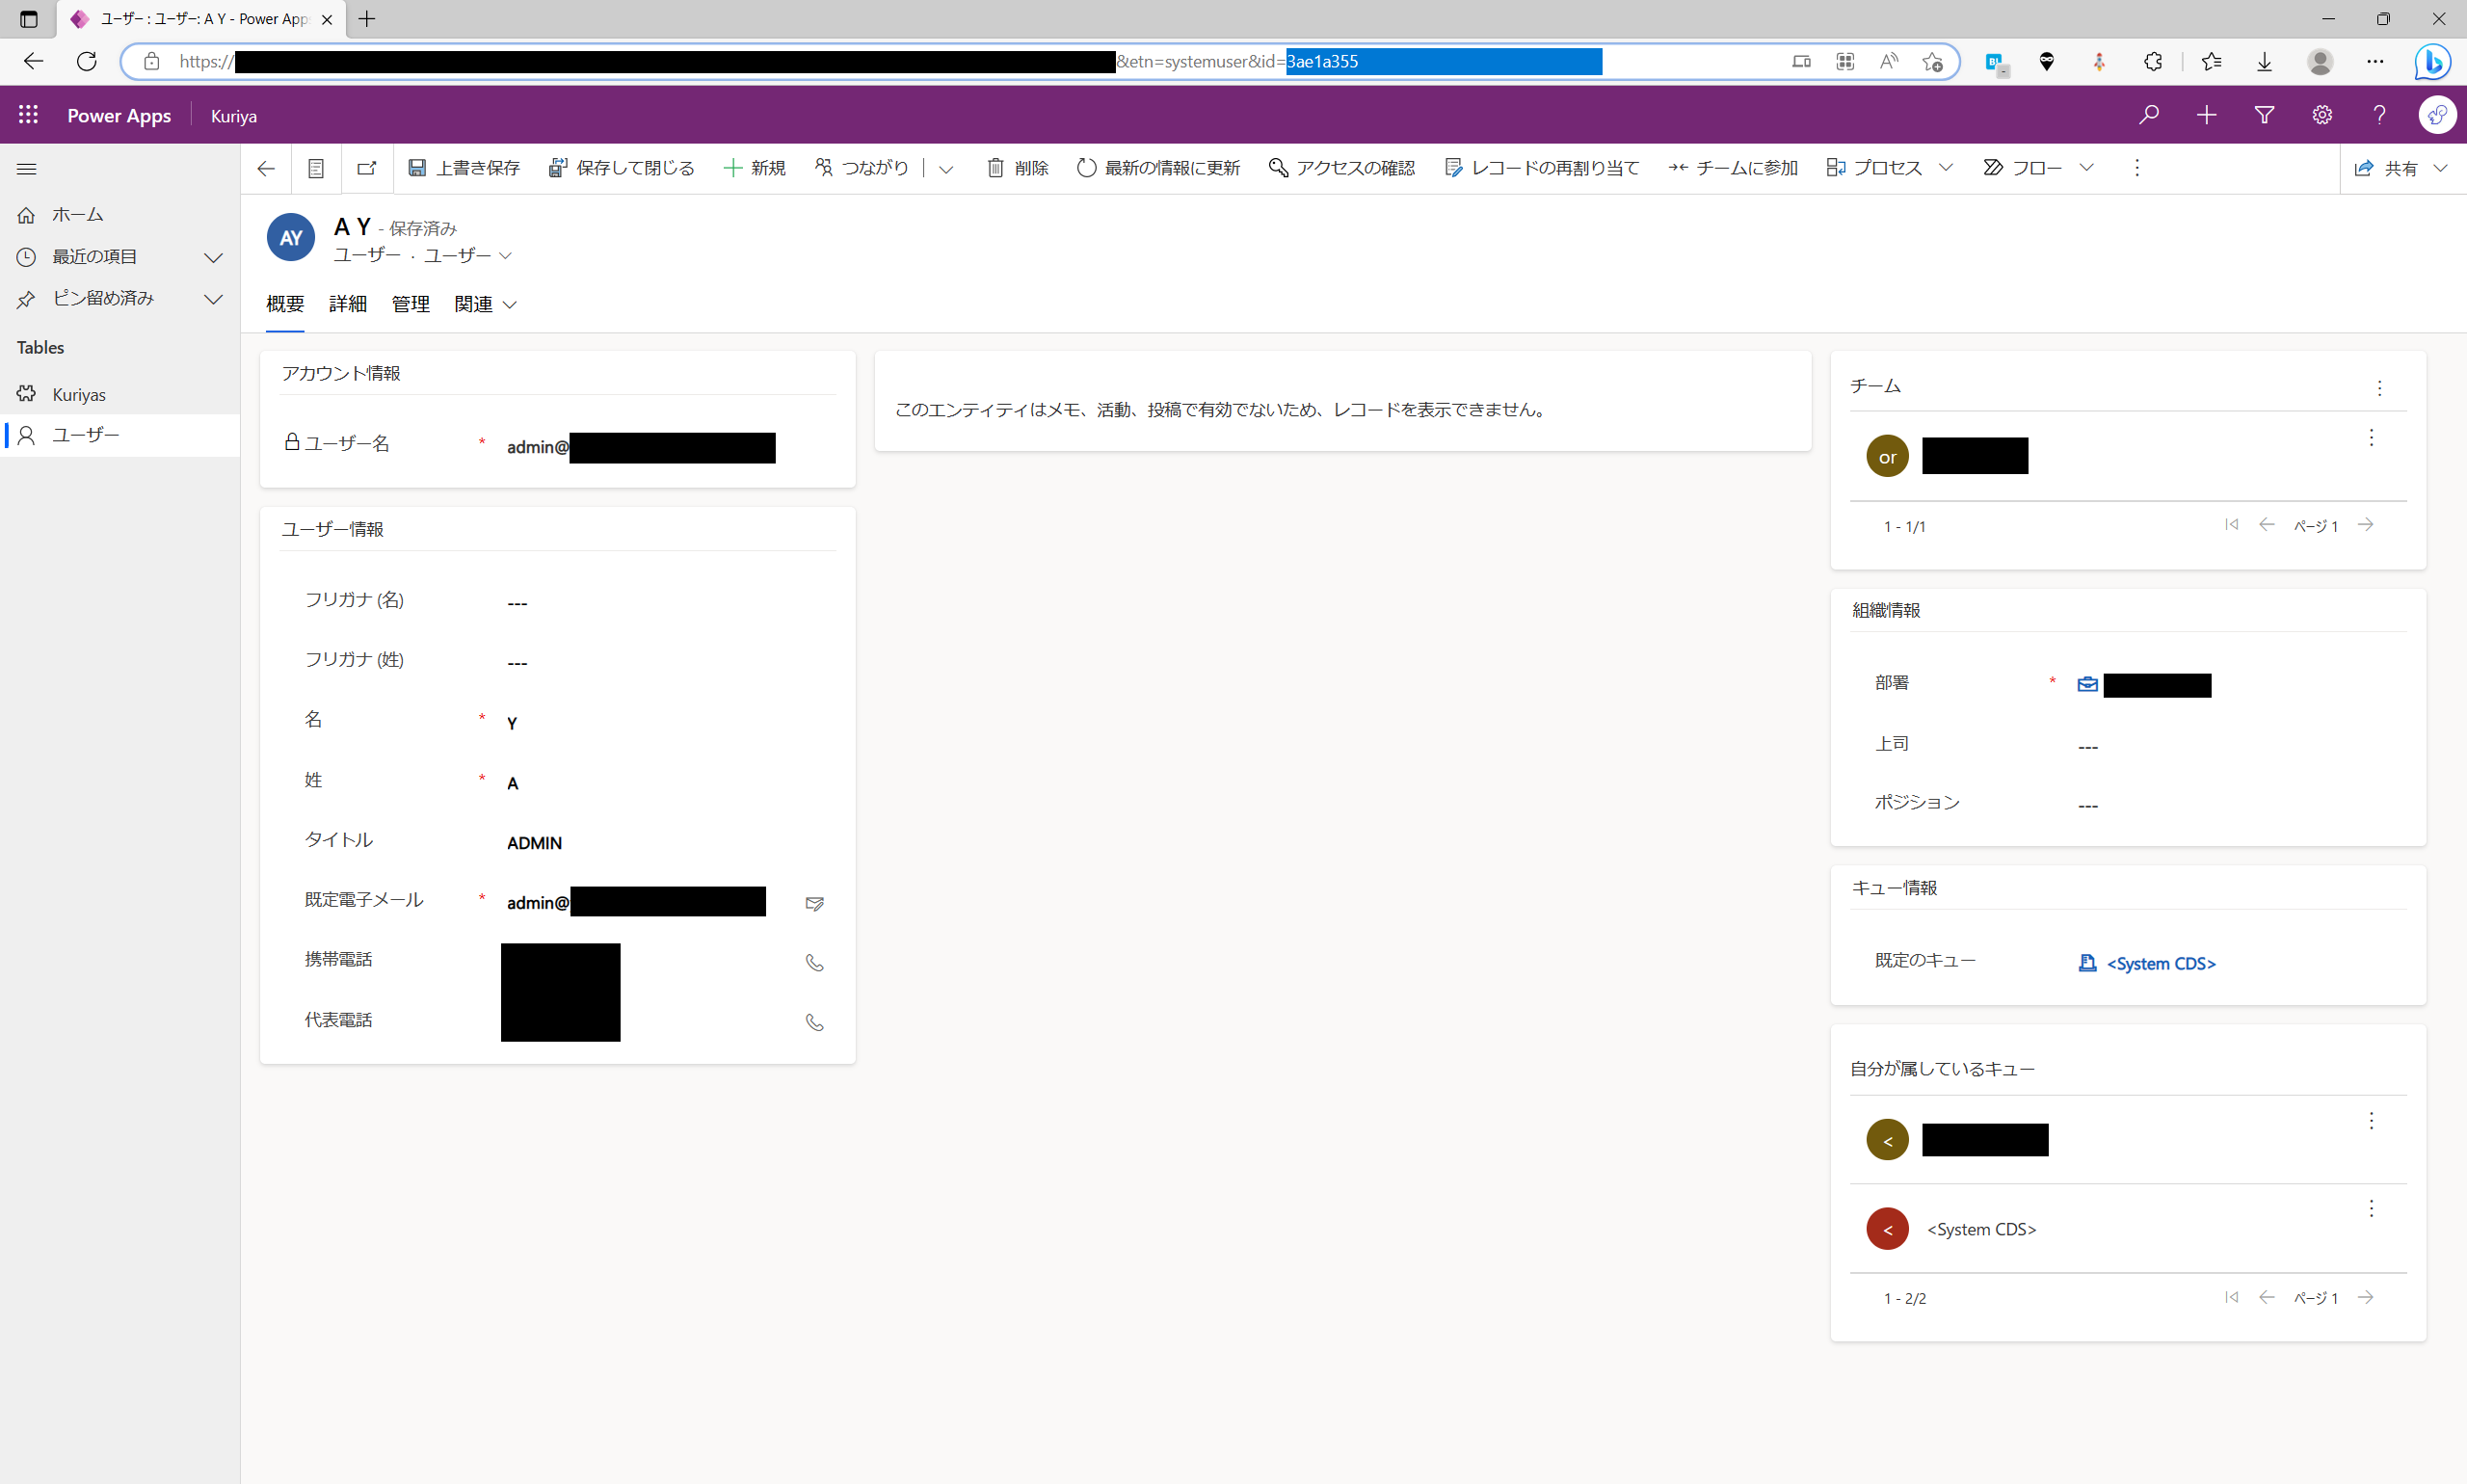 ユーザー : ユーザー: A Y - Power App
https://
&etn=systemuser&id=3ae1a355
Power Apps
Kuriya
上書き保存
保存して閉じる
新規
つながり
削除
最新の情報に更新
アクセスの確認
レコードの再割り当て
チームに参加
プロセス
フロー
共有
ホーム
最近の項目
ピン留め済み
Tables
Kuriyas
ユーザー
AY
A Y - 保存済み
ユーザー · ユーザー
概要
詳細
管理
関連
アカウント情報
ユーザー名 * admin@
ユーザー情報
フリガナ (名) ---
フリガナ (姓) ---
名 * Y
姓 * A
タイトル ADMIN
既定電子メール * admin@
携帯電話
代表電話
このエンティティはメモ、活動、投稿で有効でないため、レコードを表示できません。
チーム
or
1 - 1/1
ページ 1
組織情報
部署 *
上司 ---
ポジション ---
キュー情報
既定のキュー <System CDS>
自分が属しているキュー
<
< <System CDS>
1 - 2/2
ページ 1